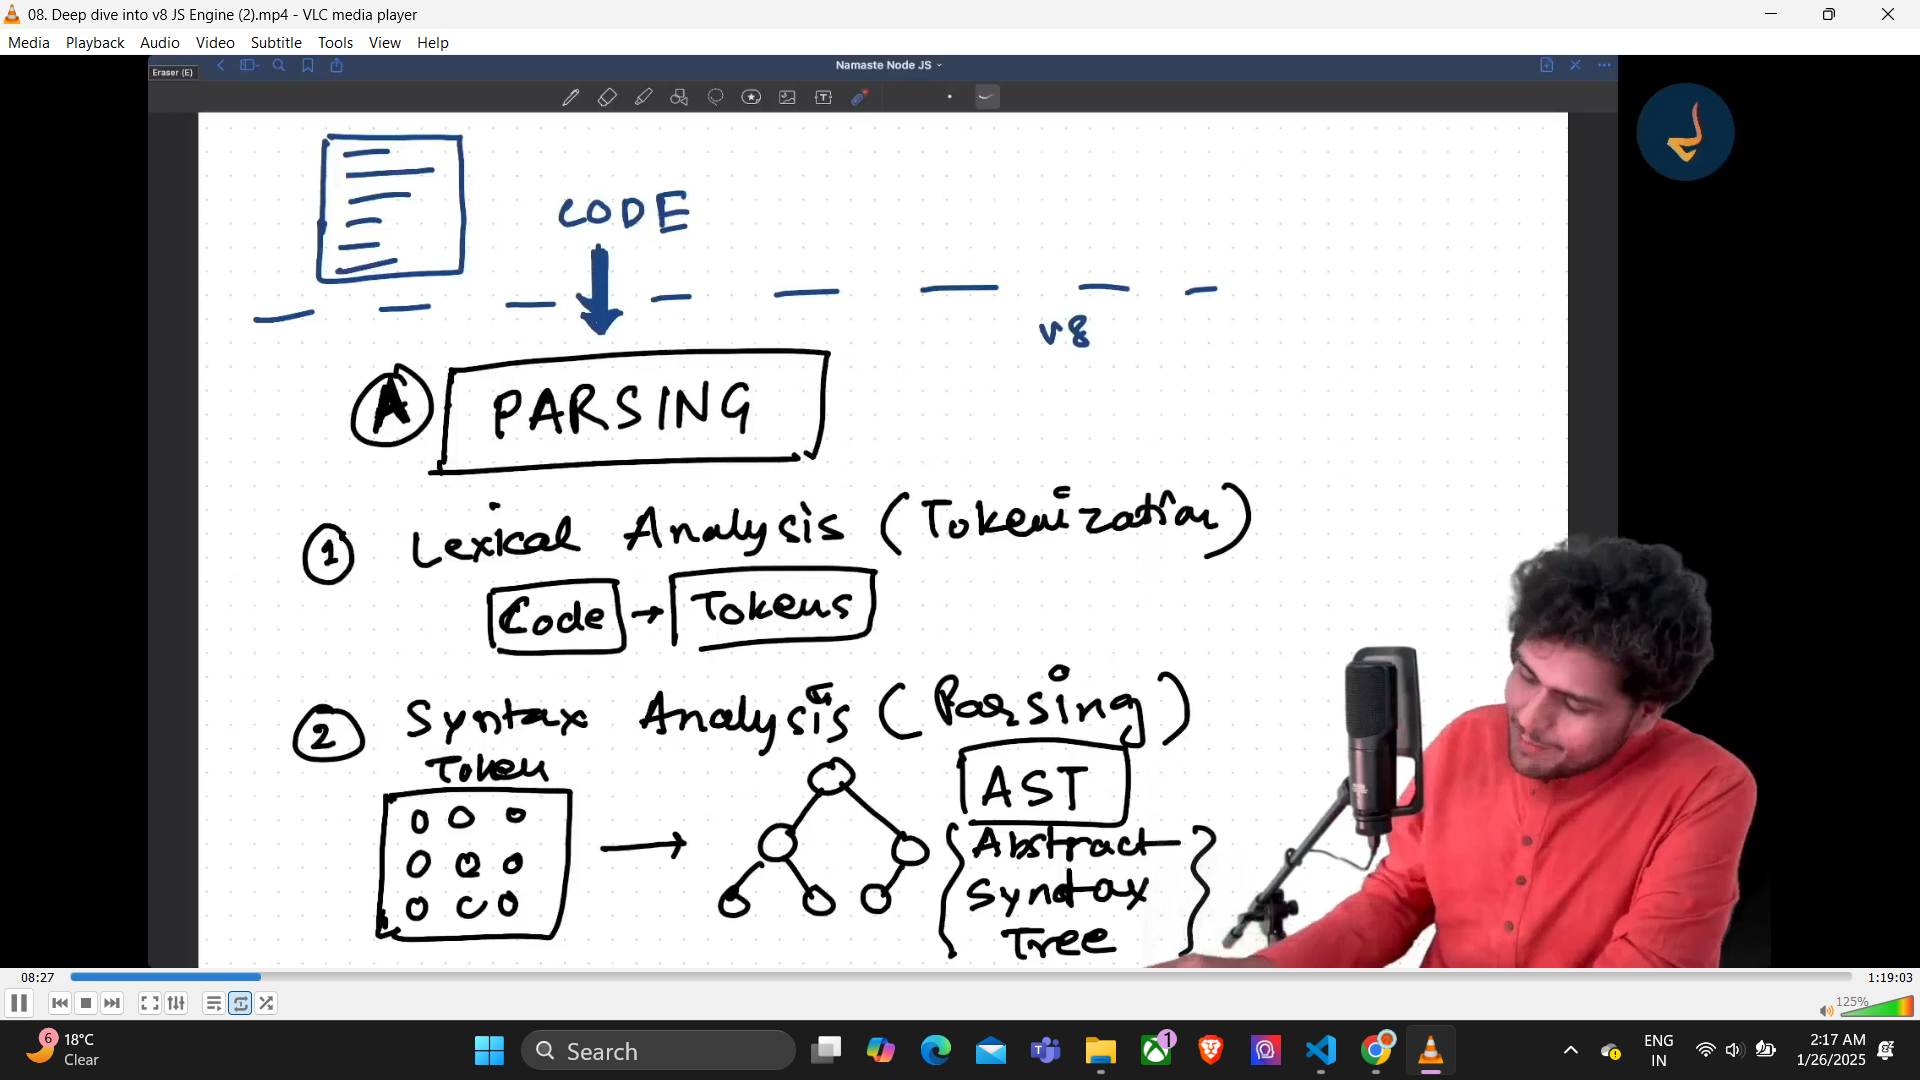 08. Deep dive into v8 JS Engine (2).mp4 - VLC media player
Media Playback Audio Video Subtitle Tools View Help
Eraser (E)
Namaste Node JS
CODE
v8
A PARSING
1 Lexical Analysis (Tokenization)
Code → Tokens
2 Syntax Analysis (Parsing)
Token
AST
Abstract
Syntax
Tree
08:27
1:19:03
125%
6
18°C
Clear
Search
1
ENG
IN
2:17 AM
1/26/2025